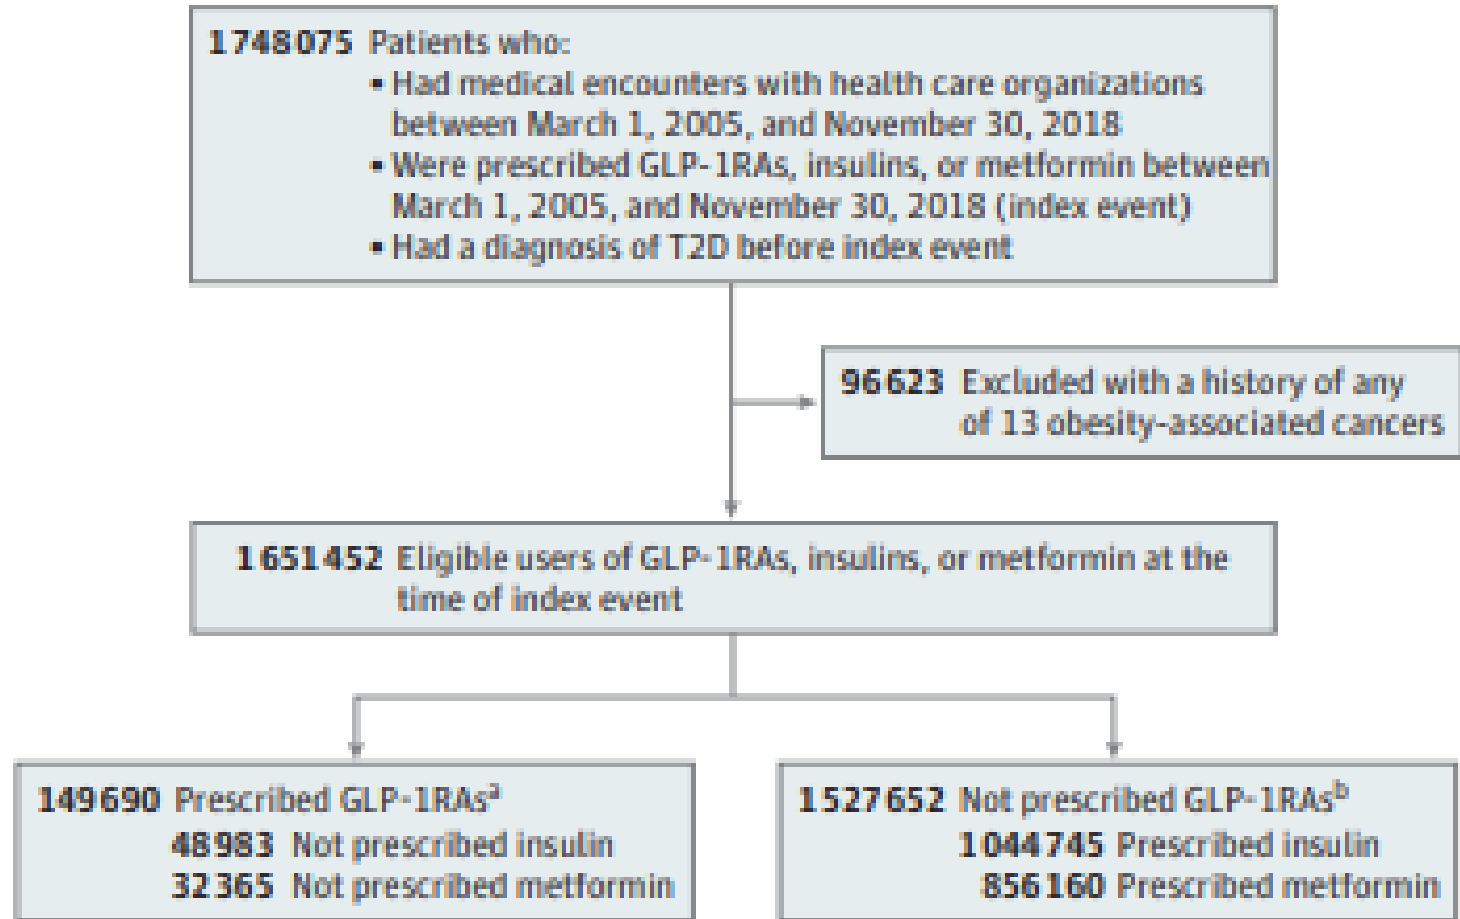 1748075 Patients who:
• Had medical encounters with health care organizations
between March 1, 2005, and November 30, 2018
• Were prescribed GLP-1RAs, insulins, or metformin between
March 1, 2005, and November 30, 2018 (index event)
• Had a diagnosis of T2D before index event
96623 Excluded with a history of any
of 13 obesity-associated cancers
1651452 Eligible users of GLP-1RAs, insulins, or metformin at the
time of index event
149690 Prescribed GLP-1RAsᵃ
48983 Not prescribed insulin
32365 Not prescribed metformin
1527652 Not prescribed GLP-1RAsᵇ
1044745 Prescribed insulin
856160 Prescribed metformin